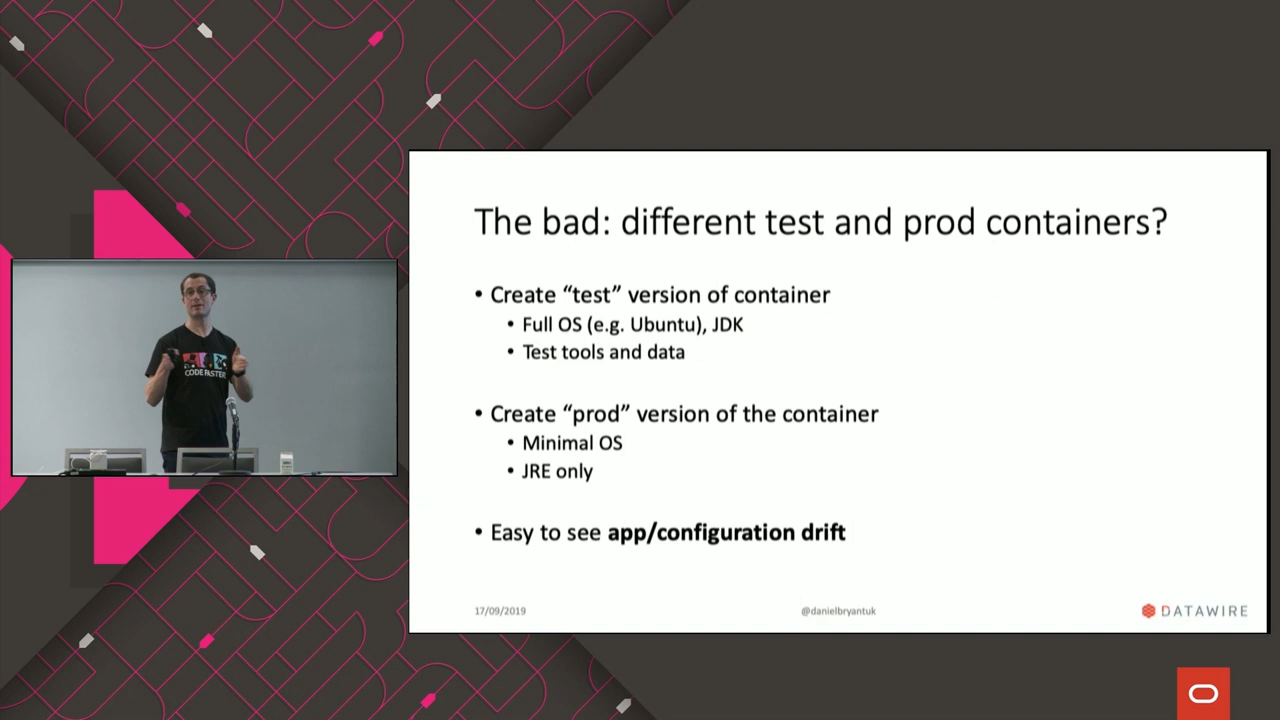 The bad: different test and prod containers?
• Create “test” version of container
• Full OS (e.g. Ubuntu), JDK
• Test tools and data
• Create “prod” version of the container
• Minimal OS
• JRE only
• Easy to see app/configuration drift
17/09/2019
@danielbryantuk
DATAWIRE
CODE FASTER